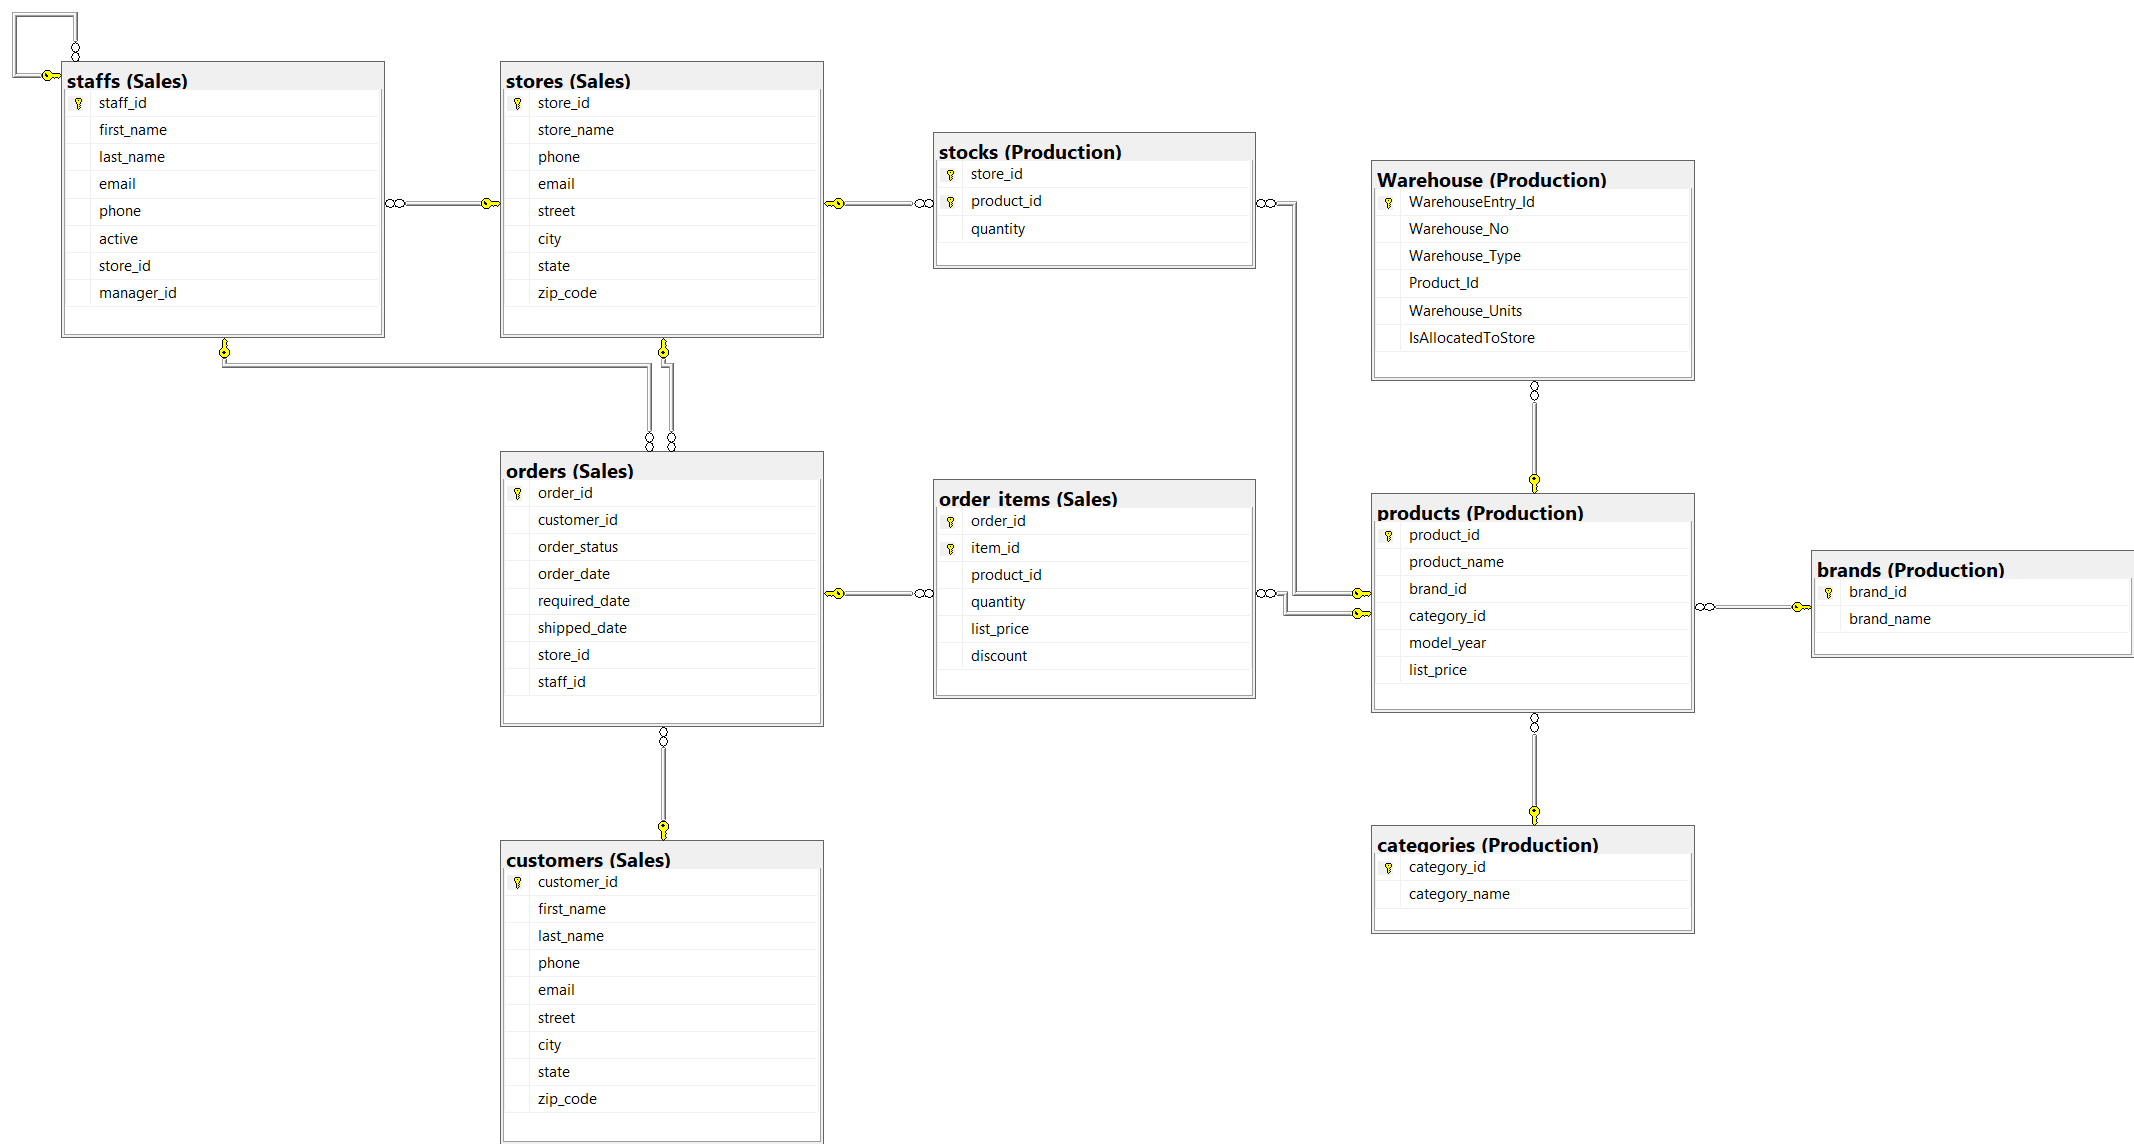 staffs (Sales)
staff_id
first_name
last_name
email
phone
active
store_id
manager_id
stores (Sales)
store_id
store_name
phone
email
street
city
state
zip_code
stocks (Production)
store_id
product_id
quantity
Warehouse (Production)
WarehouseEntry_Id
Warehouse_No
Warehouse_Type
Product_Id
Warehouse_Units
IsAllocatedToStore
orders (Sales)
order_id
customer_id
order_status
order_date
required_date
shipped_date
store_id
staff_id
order_items (Sales)
order_id
item_id
product_id
quantity
list_price
discount
products (Production)
product_id
product_name
brand_id
category_id
model_year
list_price
brands (Production)
brand_id
brand_name
customers (Sales)
customer_id
first_name
last_name
phone
email
street
city
state
zip_code
categories (Production)
category_id
category_name